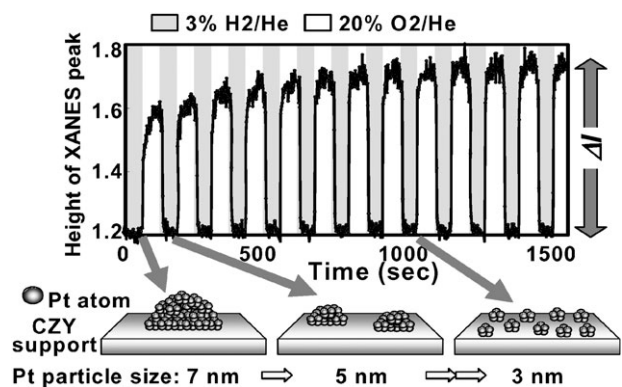 3% H2/He 20% O2/He
Height of XANES peak
1.8
1.6
1.4
1.2
ΔI
0 500 1000 1500
Time (sec)
Pt atom
CZY
support
Pt particle size: 7 nm ⇨ 5 nm ⇨⇨ 3 nm